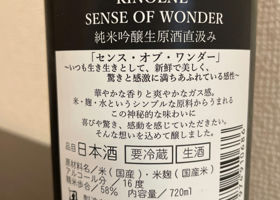 KINOENE
SENSE OF WONDER
純米吟醸生原酒直汲み
「センス・オブ・ワンダー」
～いつも生き生きとして、新鮮で美しく、
驚きと感激に満ちあふれている感性～
華やかな香りと爽やかなガス感。
米・麹・水というシンプルな原料からうまれる
この神秘的な味わいに
喜びや驚き、感動を感じていただきたい。
そんな想いを込めて醸しました。
品目 日本酒 要冷蔵 生酒
原材料名／米(国産)・米麹(国産米)
アルコール分／16度
精米歩合／58% 内容量／720ml